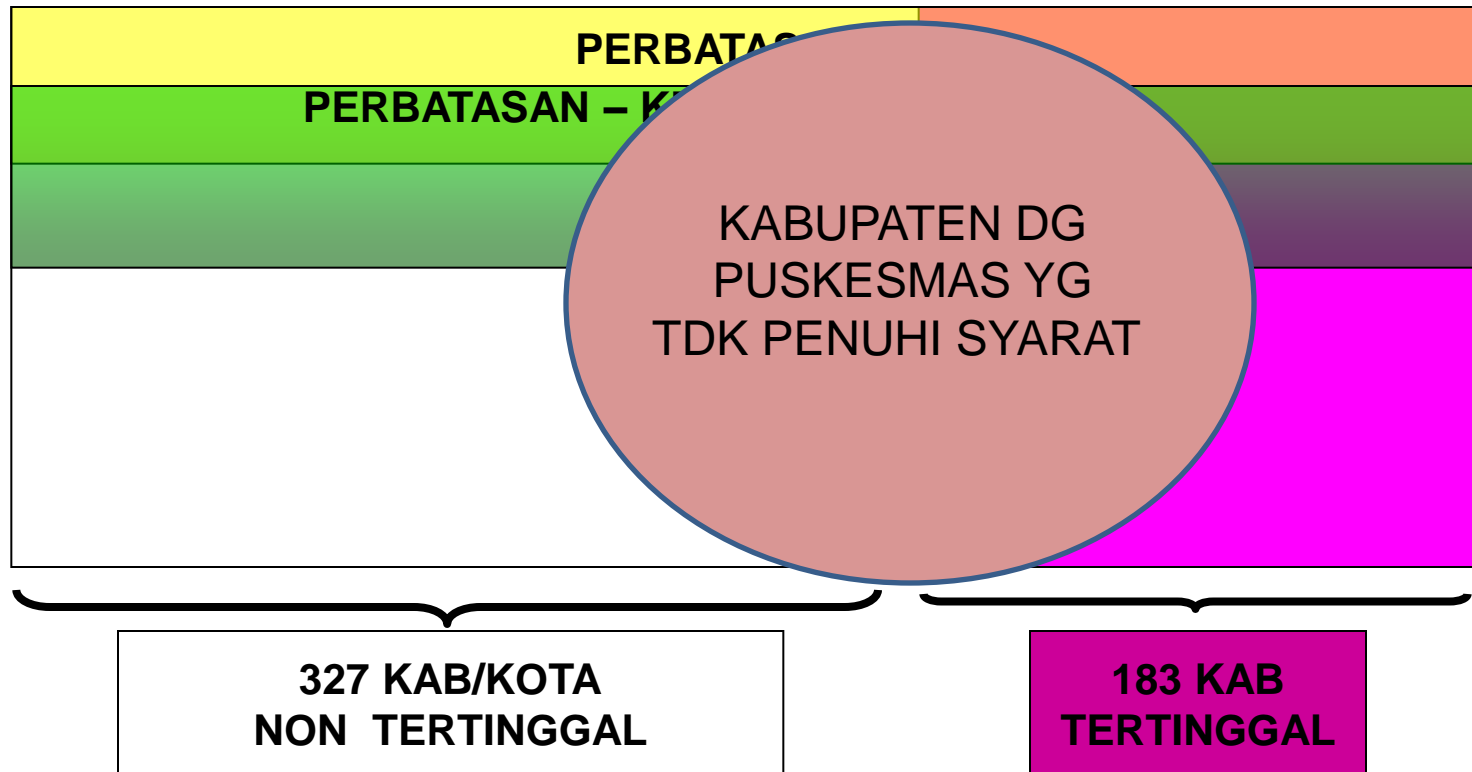 PERBATAS
PERBATASAN – K
KABUPATEN DG
PUSKESMAS YG
TDK PENUHI SYARAT
327 KAB/KOTA
NON TERTINGGAL
183 KAB
TERTINGGAL